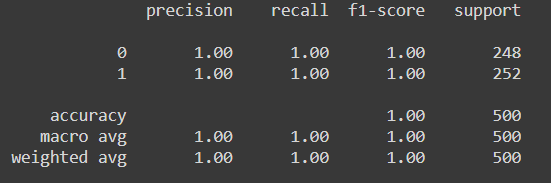 precision recall f1-score support
0 1.00 1.00 1.00 248
1 1.00 1.00 1.00 252
accuracy 1.00 500
macro avg 1.00 1.00 1.00 500
weighted avg 1.00 1.00 1.00 500